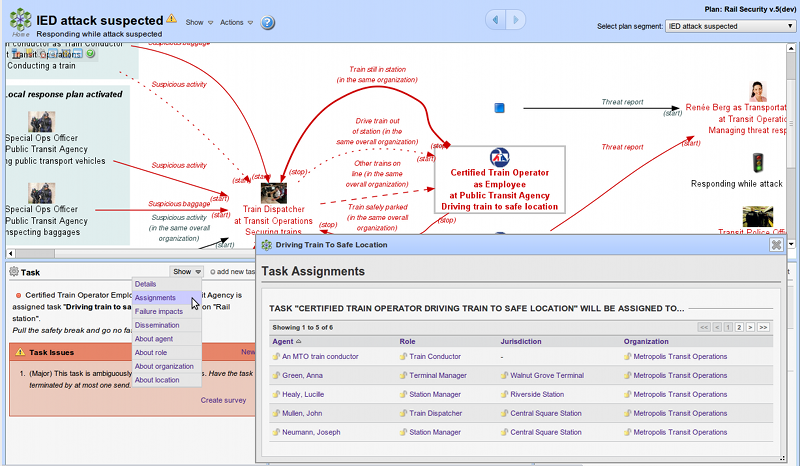 IED attack suspected
Show
Actions
Home
Responding while attack suspected
Plan: Rail Security v.5(dev)
Select plan segment:
IED attack suspected
conductor as Train Conductor
t Transit Operations
Conducting a train
Suspicious baggage
Suspicious activity
Local response plan activated
Special Ops Officer
Public Transit Agency
ng public transport vehicles
Suspicious activity
(start)
Special Ops Officer
Public Transit Agency
nspecting baggages
Suspicious baggage
(start)
Suspicious activity
(in the same overall
organization)
(start)
(start)
(start)
(stop)
Train Dispatcher
at Transit Operations
Securing trains
Train still in station
(in the same organization)
Drive train out
of station (in the
same overall
organization)
Other trains on
line (in the same
overall organization)
Train safely parked
(in the same overall
organization)
(stop)
(start)
(start)
(stop)
Certified Train Operator
as Employee
at Public Transit Agency
Driving train to safe location
Threat report
(start)
Renée Berg as Transportat
at Transit Operatio
Managing threat resp
Threat report
(start)
Responding while attack
Transit Police Offi
Task
Show
add new tas
Details
Assignments
Failure impacts
Dissemination
About agent
About role
About organization
About location
Certified Train Operator Emplo
it Agency is
assigned task "Driving train to s
on "Rail
station".
Pull the safety break and go fa
Task Issues
New
1. (Major) This task is ambiguously
s. Have the task
terminated by at most one send.
Create survey
Driving Train To Safe Location
Task Assignments
TASK "CERTIFIED TRAIN OPERATOR DRIVING TRAIN TO SAFE LOCATION" WILL BE ASSIGNED TO...
Showing 1 to 5 of 6
<< < 1 2 > >>
Agent Role Jurisdiction Organization
An MTO train conductor Train Conductor - Metropolis Transit Operations
Green, Anna Terminal Manager Walnut Grove Terminal Metropolis Transit Operations
Healy, Lucille Station Manager Riverside Station Metropolis Transit Operations
Mullen, John Train Dispatcher Central Square Station Metropolis Transit Operations
Neumann, Joseph Station Manager Central Square Station Metropolis Transit Operations